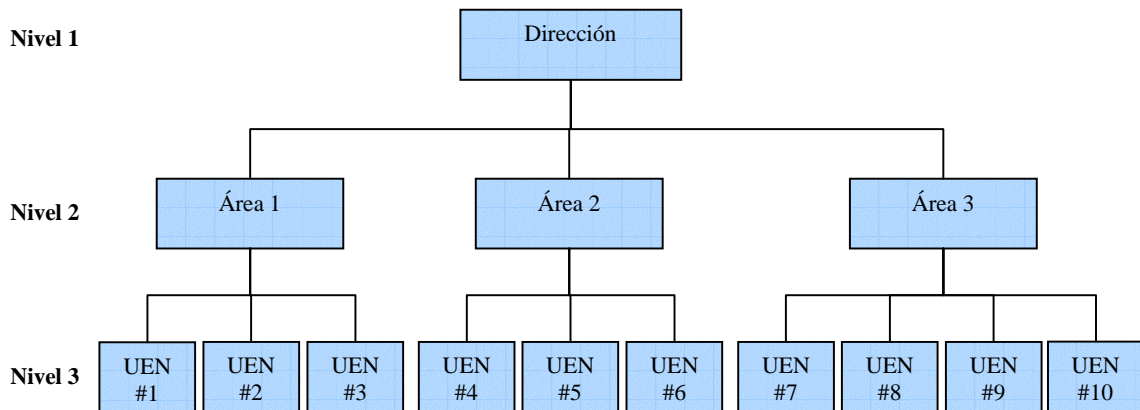 Nivel 1
Dirección
Nivel 2
Área 1
Área 2
Área 3
Nivel 3
UEN
#1
UEN
#2
UEN
#3
UEN
#4
UEN
#5
UEN
#6
UEN
#7
UEN
#8
UEN
#9
UEN
#10